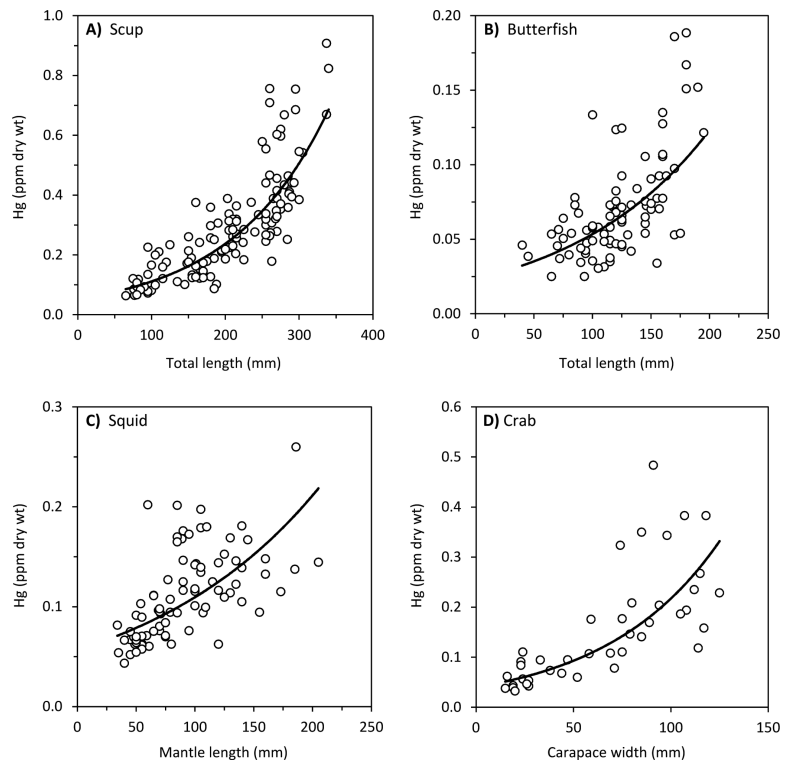 A) Scup
1.0
0.8
0.6
0.4
0.2
0.0
Hg (ppm dry wt)
0 100 200 300 400
Total length (mm)
B) Butterfish
0.20
0.15
0.10
0.05
0.00
Hg (ppm dry wt)
0 50 100 150 200 250
Total length (mm)
C) Squid
0.3
0.2
0.1
0.0
Hg (ppm dry wt)
0 50 100 150 200 250
Mantle length (mm)
D) Crab
0.6
0.5
0.4
0.3
0.2
0.1
0.0
Hg (ppm dry wt)
0 50 100 150
Carapace width (mm)